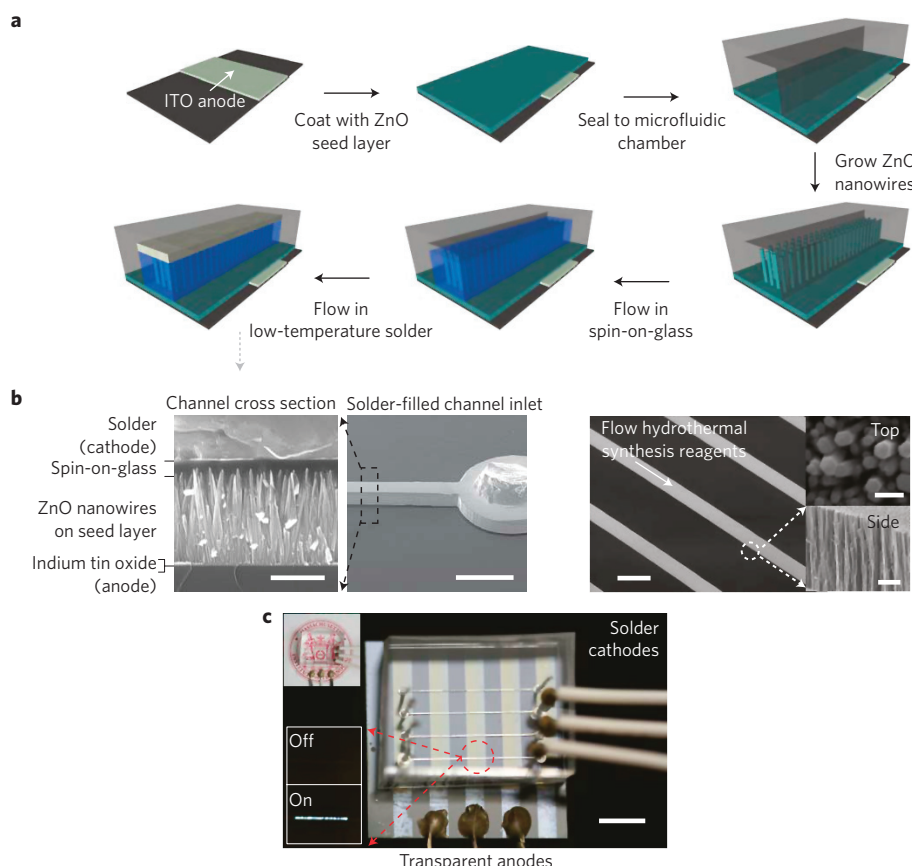 a
ITO anode
Coat with ZnO
seed layer
Seal to microfluidic
chamber
Grow ZnO
nanowires
Flow in
spin-on-glass
Flow in
low-temperature solder
b
Channel cross section
Solder-filled channel inlet
Solder
(cathode)
Spin-on-glass
ZnO nanowires
on seed layer
Indium tin oxide
(anode)
Flow hydrothermal
synthesis reagents
Top
Side
c
Solder
cathodes
Off
On
Transparent anodes